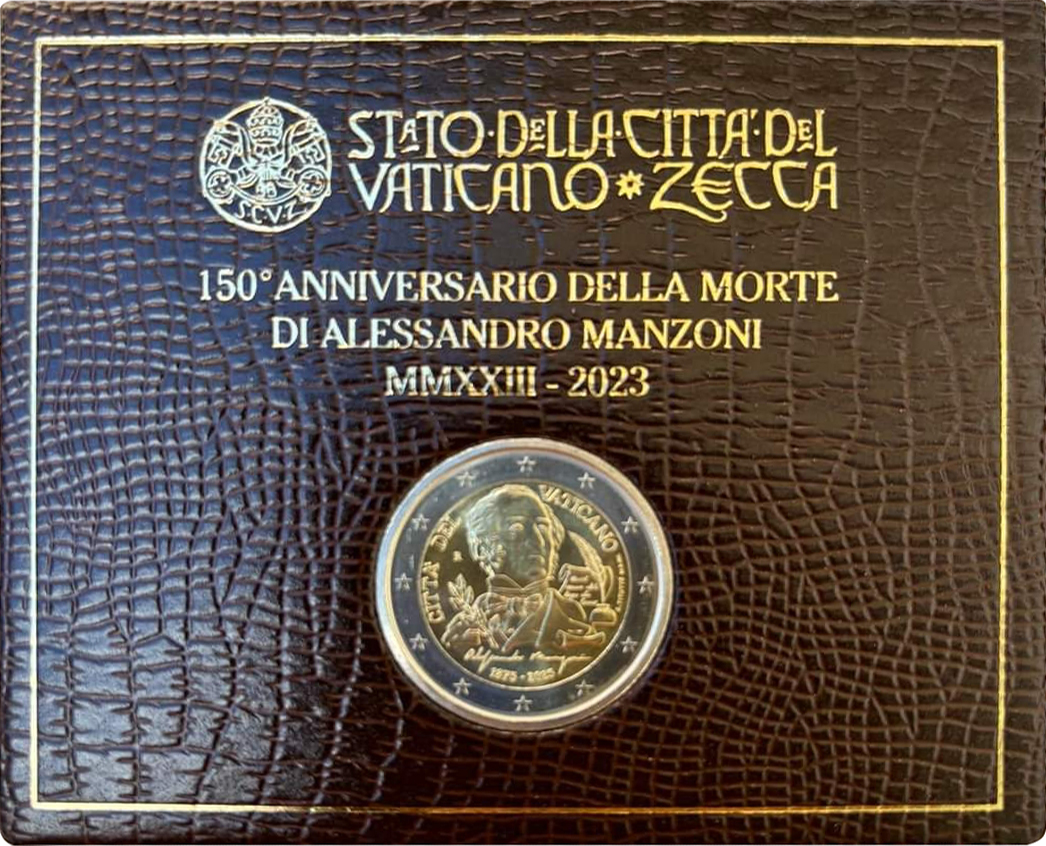 STATO·DELLA·CITTÀ·DEL
VATICANO * ZECCA
S.C.V.Z.
150° ANNIVERSARIO DELLA MORTE
DI ALESSANDRO MANZONI
MMXXIII - 2023
CITTÀ DEL VATICANO
R
Alessandro Manzoni
1873 - 2023